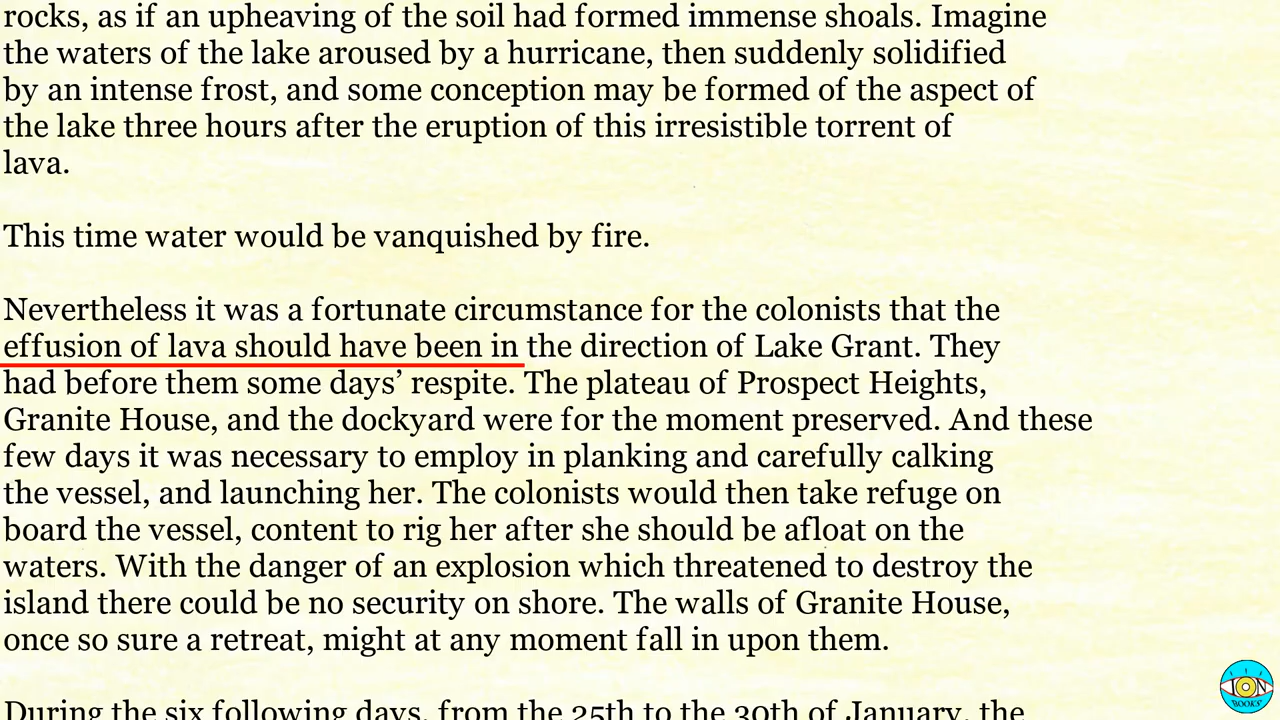 rocks, as if an upheaving of the soil had formed immense shoals. Imagine
the waters of the lake aroused by a hurricane, then suddenly solidified
by an intense frost, and some conception may be formed of the aspect of
the lake three hours after the eruption of this irresistible torrent of
lava.
This time water would be vanquished by fire.
Nevertheless it was a fortunate circumstance for the colonists that the
effusion of lava should have been in the direction of Lake Grant. They
had before them some days’ respite. The plateau of Prospect Heights,
Granite House, and the dockyard were for the moment preserved. And these
few days it was necessary to employ in planking and carefully calking
the vessel, and launching her. The colonists would then take refuge on
board the vessel, content to rig her after she should be afloat on the
waters. With the danger of an explosion which threatened to destroy the
island there could be no security on shore. The walls of Granite House,
once so sure a retreat, might at any moment fall in upon them.
During the six following days, from the 25th to the 30th of January, the
ION
BOOKS